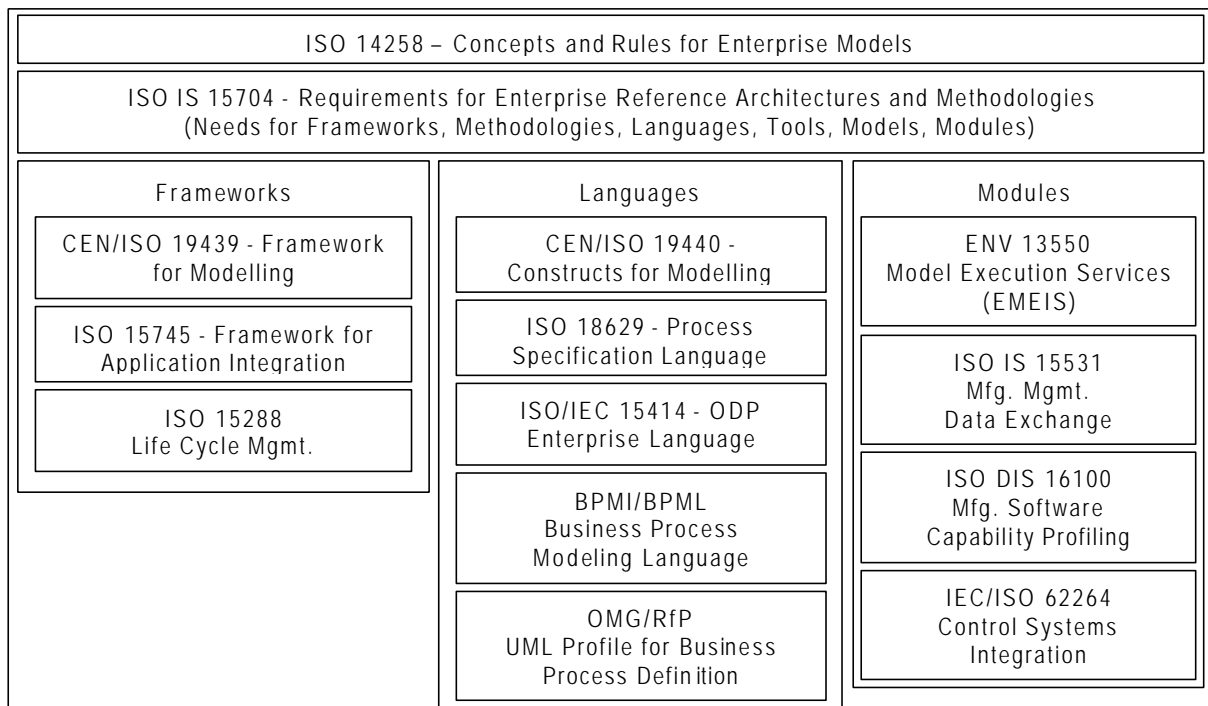 ISO 14258 – Concepts and Rules for Enterprise Models
ISO IS 15704 - Requirements for Enterprise Reference Architectures and Methodologies
(Needs for Frameworks, Methodologies, Languages, Tools, Models, Modules)
Frameworks
CEN/ISO 19439 - Framework
for Modelling
ISO 15745 - Framework for
Application Integration
ISO 15288
Life Cycle Mgmt.
Languages
CEN/ISO 19440 -
Constructs for Modelling
ISO 18629 - Process
Specification Language
ISO/IEC 15414 - ODP
Enterprise Language
BPMI/BPML
Business Process
Modeling Language
OMG/RfP
UML Profile for Business
Process Definition
Modules
ENV 13550
Model Execution Services
(EMEIS)
ISO IS 15531
Mfg. Mgmt.
Data Exchange
ISO DIS 16100
Mfg. Software
Capability Profiling
IEC/ISO 62264
Control Systems
Integration